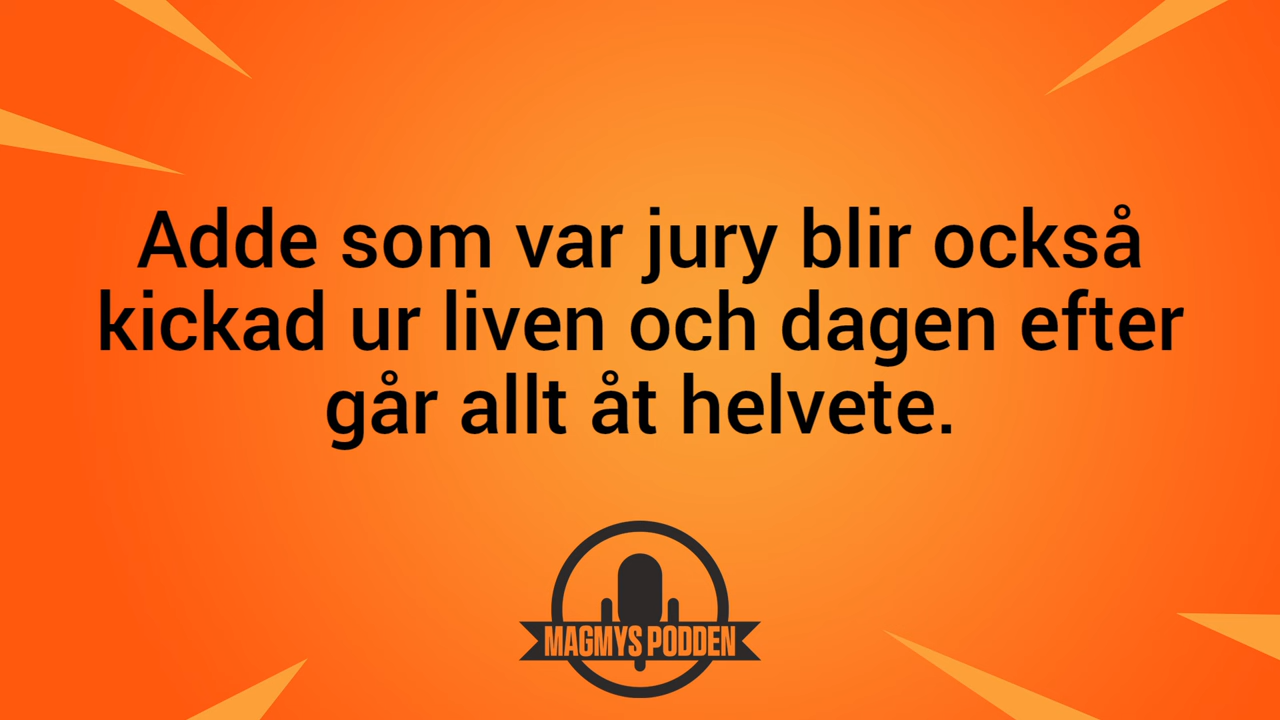 Adde som var jury blir också
kickad ur liven och dagen efter
går allt åt helvete.
MAGMYS PODDEN